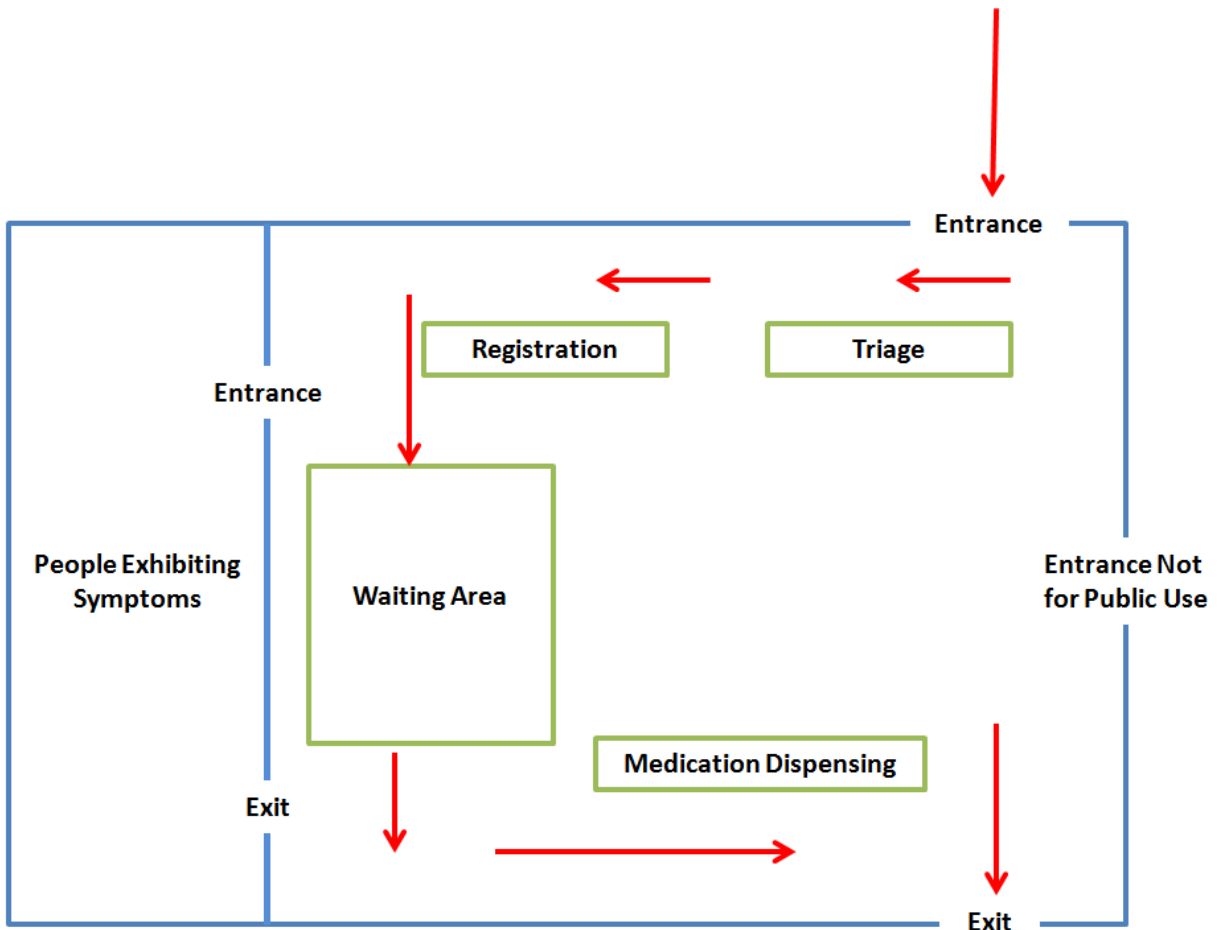 Entrance
Registration
Triage
Entrance
People Exhibiting
Symptoms
Waiting Area
Entrance Not
for Public Use
Medication Dispensing
Exit
Exit